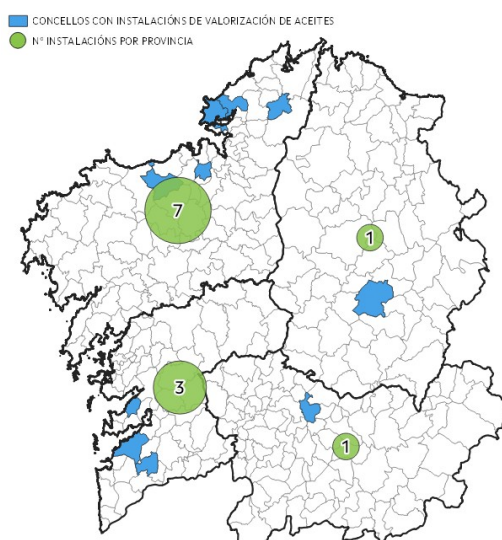 CONCELLOS CON INSTALACIÓNS DE VALORIZACIÓN DE ACEITES
Nº INSTALACIÓNS POR PROVINCIA
7
1
3
1